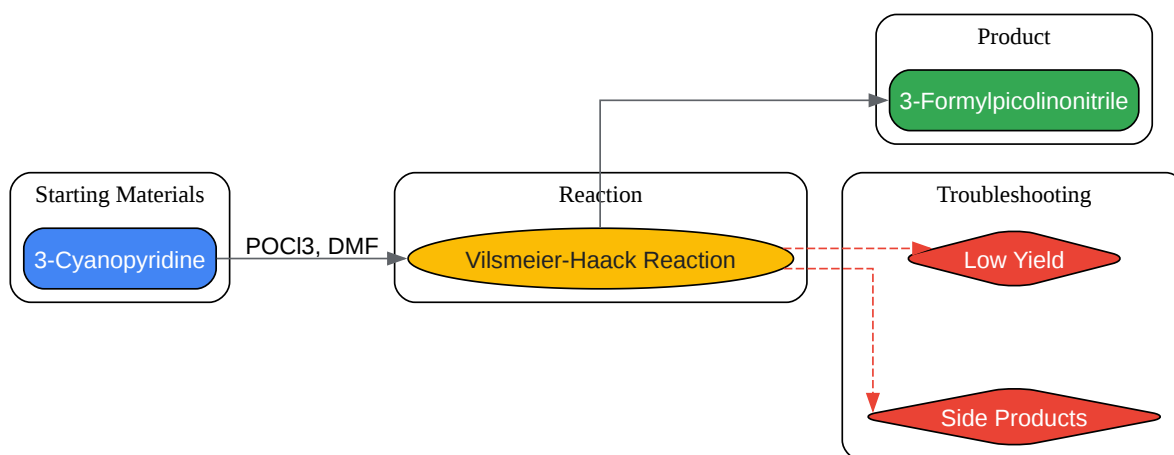 Product
3-Formylpicolinonitrile
Starting Materials
3-Cyanopyridine
POCl3, DMF
Reaction
Vilsmeier-Haack Reaction
Troubleshooting
Low Yield
Side Products